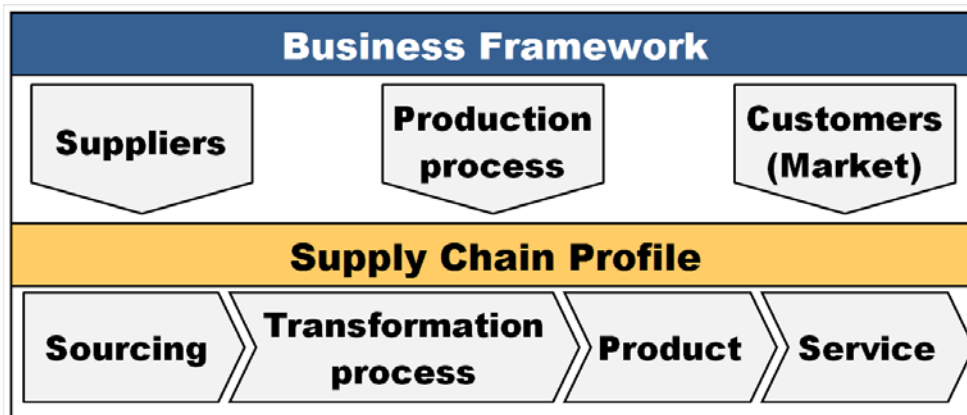 Business Framework
Suppliers
Production
process
Customers
(Market)
Supply Chain Profile
Sourcing
Transformation
process
Product
Service